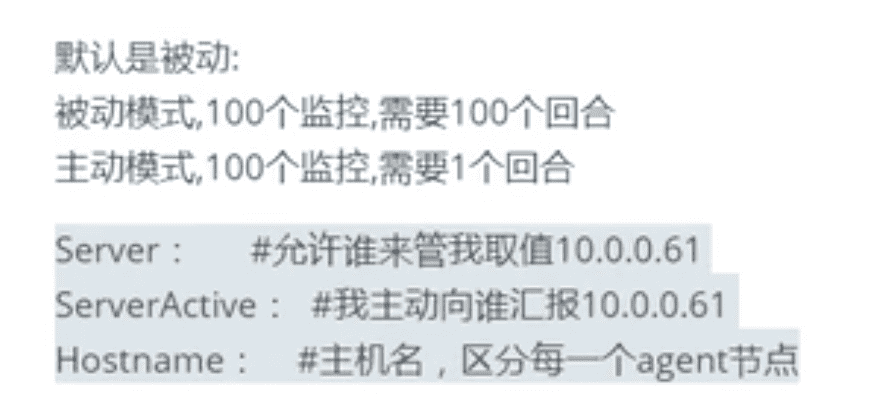 默认是被动:
被动模式,100个监控,需要100个回合
主动模式,100个监控,需要1个回合
Server： #允许谁来管我取值10.0.0.61
ServerActive： #我主动向谁汇报10.0.0.61
Hostname： #主机名，区分每一个agent节点